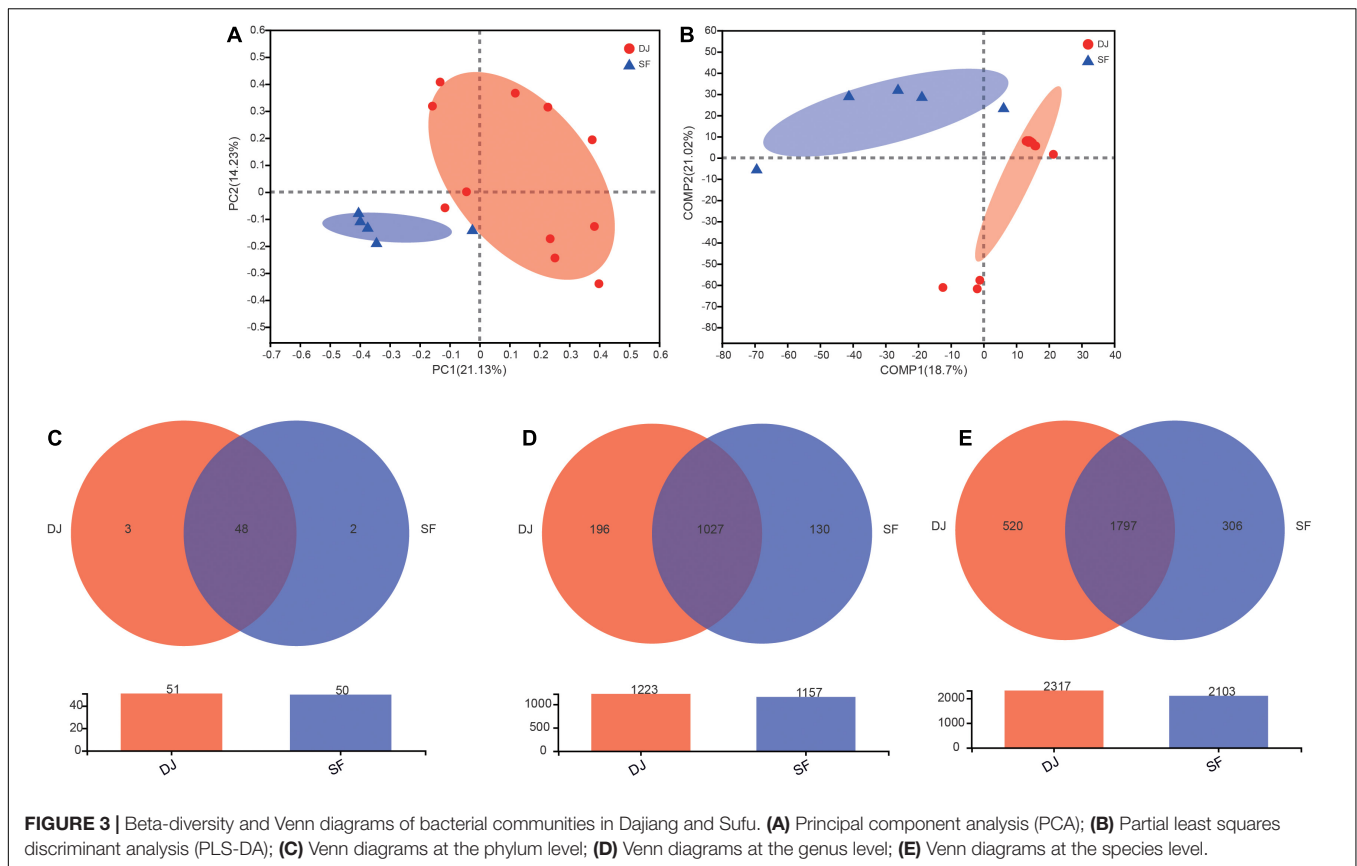 A
DJ
SF
0.6
0.5
0.4
0.3
0.2
0.1
0
-0.1
-0.2
-0.3
-0.4
-0.5
PC2(14.23%)
-0.7 -0.6 -0.5 -0.4 -0.3 -0.2 -0.1 0 0.1 0.2 0.3 0.4 0.5 0.6
PC1(21.13%)
B
DJ
SF
60
50
40
30
20
10
0
-10
-20
-30
-40
-50
-60
-70
-80
COMP2(21.02%)
-80 -70 -60 -50 -40 -30 -20 -10 0 10 20 30 40
COMP1(18.7%)
C
DJ 3 48 2 SF
51 50
40
20
0
DJ SF
D
DJ 196 1027 130 SF
1223 1157
1000
500
0
DJ SF
E
DJ 520 1797 306 SF
2317 2103
2000
1000
0
DJ SF
FIGURE 3 | Beta-diversity and Venn diagrams of bacterial communities in Dajiang and Sufu. (A) Principal component analysis (PCA); (B) Partial least squares
discriminant analysis (PLS-DA); (C) Venn diagrams at the phylum level; (D) Venn diagrams at the genus level; (E) Venn diagrams at the species level.